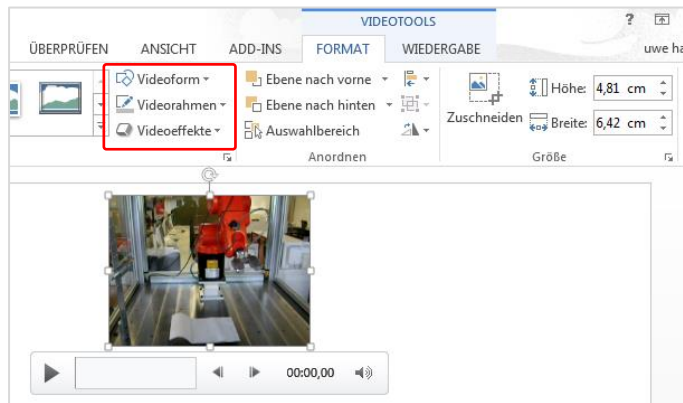 VIDEOTOOLS
?
ÜBERPRÜFEN ANSICHT ADD-INS FORMAT WIEDERGABE uwe ha
Videoform Ebene nach vorne Höhe: 4,81 cm
Videorahmen Ebene nach hinten Zuschneiden Breite: 6,42 cm
Videoeffekte Auswahlbereich
Anordnen Größe
00:00,00